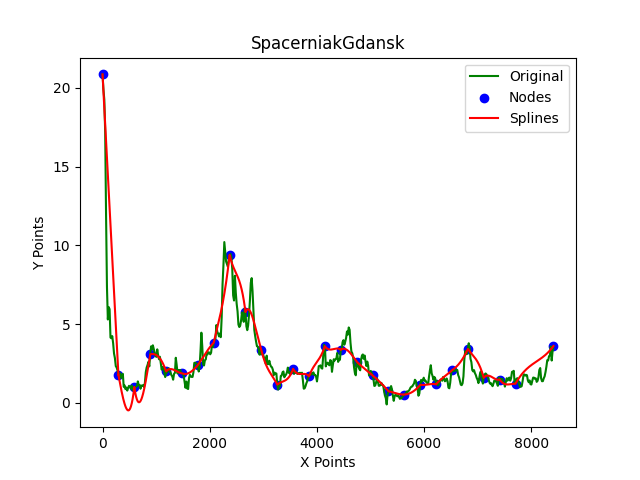 SpacerniakGdansk
Original
Nodes
Splines
Y Points
20
15
10
5
0
0 2000 4000 6000 8000
X Points